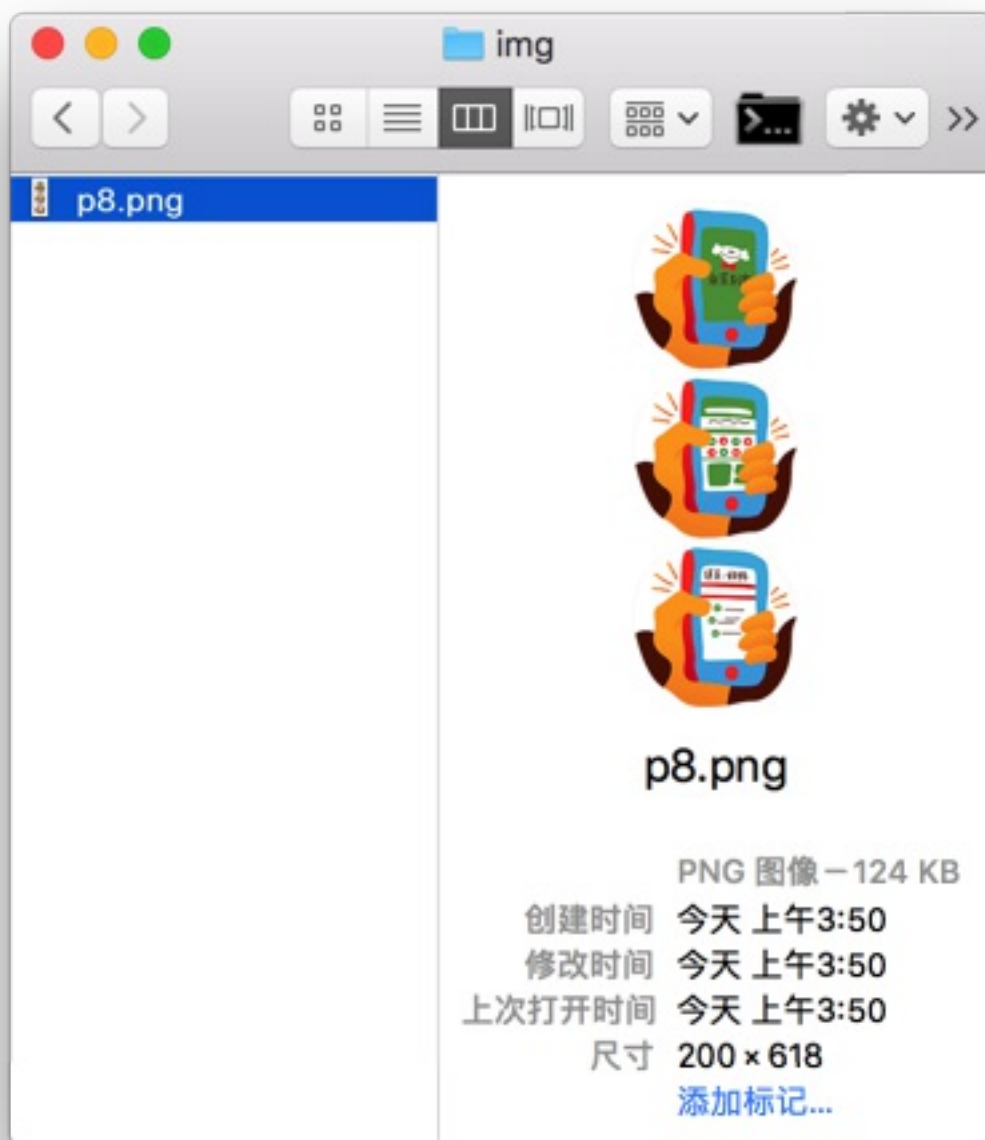 img
p8.png
p8.png
PNG 图像 – 124 KB
创建时间 今天 上午3:50
修改时间 今天 上午3:50
上次打开时间 今天 上午3:50
尺寸 200 × 618
添加标记...